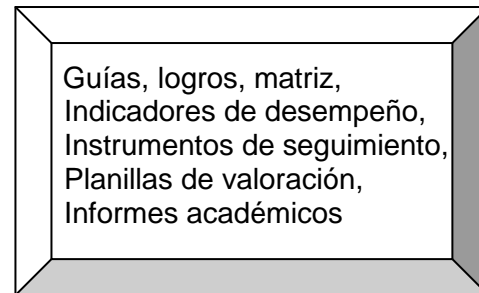 Guías, logros, matriz,
Indicadores de desempeño,
Instrumentos de seguimiento,
Planillas de valoración,
Informes académicos